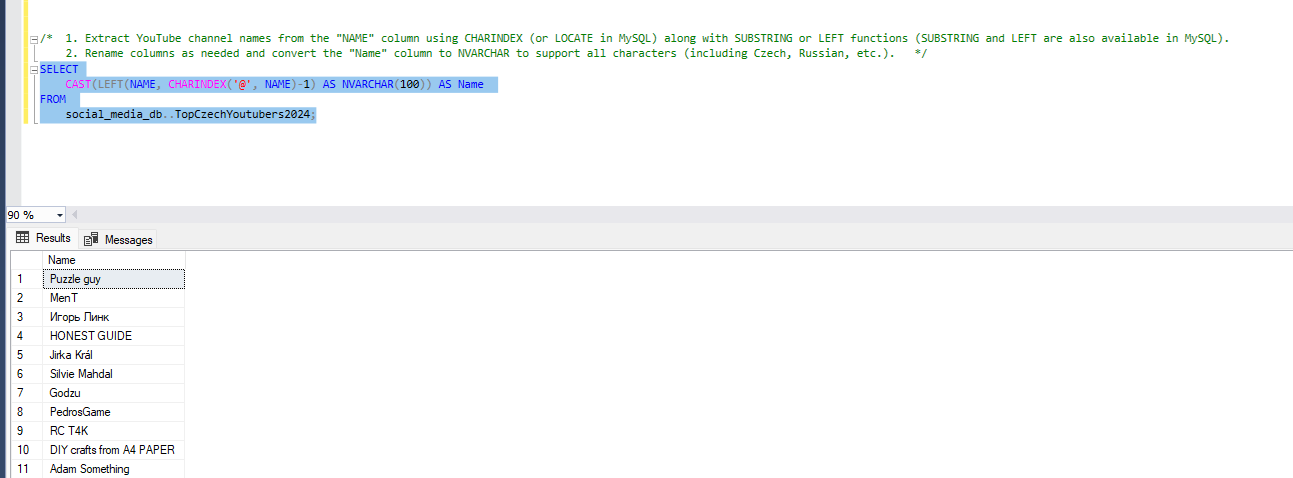 /*  1. Extract YouTube channel names from the "NAME" column using CHARINDEX (or LOCATE in MySQL) along with SUBSTRING or LEFT functions (SUBSTRING and LEFT are also available in MySQL).
    2. Rename columns as needed and convert the "Name" column to NVARCHAR to support all characters (including Czech, Russian, etc.).   */
SELECT
    CAST(LEFT(NAME, CHARINDEX('@', NAME)-1) AS NVARCHAR(100)) AS Name
FROM
    social_media_db..TopCzechYoutubers2024;
90 %
Results Messages
Name
1 Puzzle guy
2 MenT
3 Игорь Линк
4 HONEST GUIDE
5 Jirka Král
6 Silvie Mahdal
7 Godzu
8 PedrosGame
9 RC T4K
10 DIY crafts from A4 PAPER
11 Adam Something